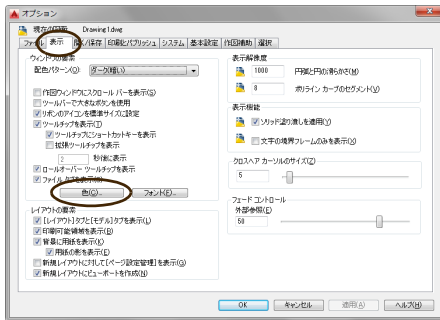 オプション
現在の図面 Drawing1.dwg
表示 開く/保存 印刷とパブリッシュ システム 基本設定 作図補助 選択
ウィンドウの要素
配色パターン(O): ダーク(暗い)
作図ウィンドウにスクロール バーを表示(S)
ツールバーで大きなボタンを使用
リボンのアイコンを標準サイズに設定
ツールチップを表示(T)
ツールチップにショートカットキーを表示
拡張ツールチップを表示
2 秒後に表示
ロールオーバー ツールチップを表示
ファイル タブを表示(S)
色(C)... フォント(F)...
レイアウトの要素
[レイアウト]タブと[モデル]タブを表示(L)
印刷可能領域を表示(B)
背景に用紙を表示(K)
用紙の影を表示(E)
新規レイアウトに対して[ページ設定管理]を表示(G)
新規レイアウトにビューポートを作成(N)
表示解像度
1000 円弧と円の滑らかさ(M)
8 ポリライン カーブのセグメント(V)
表示機能
ソリッド塗り潰しを適用(Y)
文字の境界フレームのみを表示(X)
クロスヘア カーソルのサイズ(Z)
5
フェード コントロール
外部参照(E)
50
OK キャンセル 適用(A) ヘルプ(H)